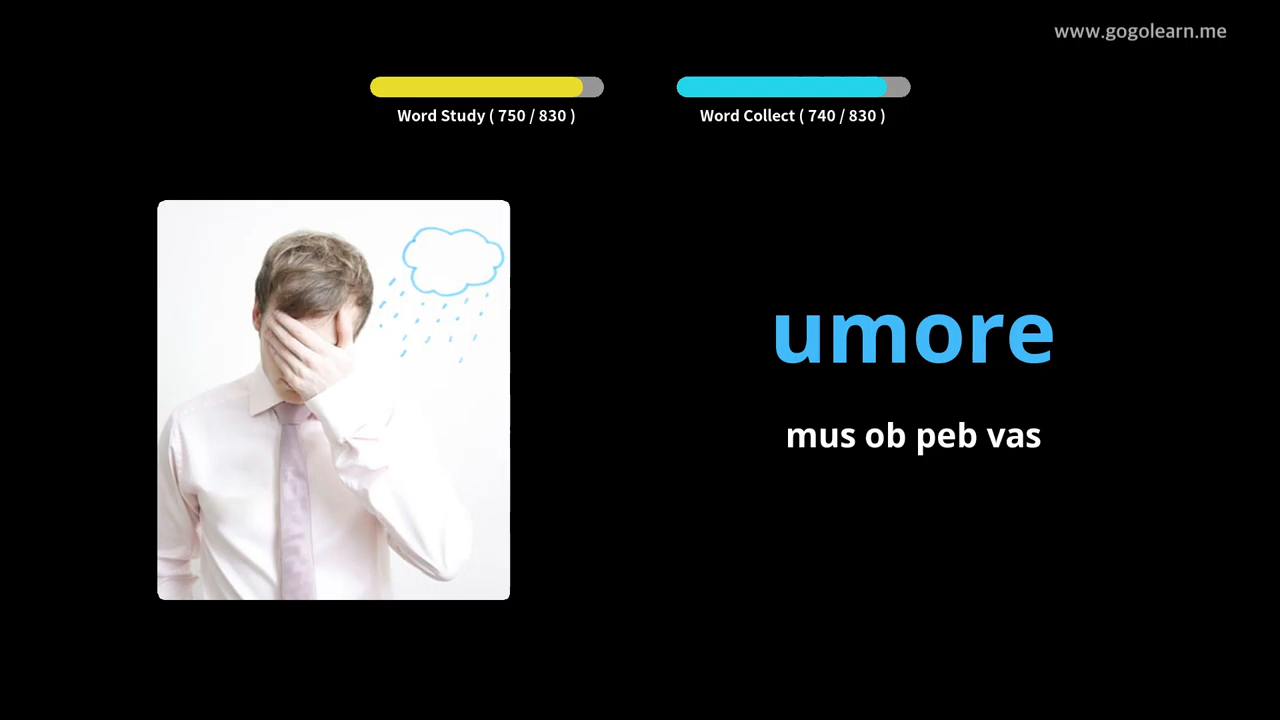 www.gogolearn.me
Word Study ( 750 / 830 )
Word Collect ( 740 / 830 )
umore
mus ob peb vas